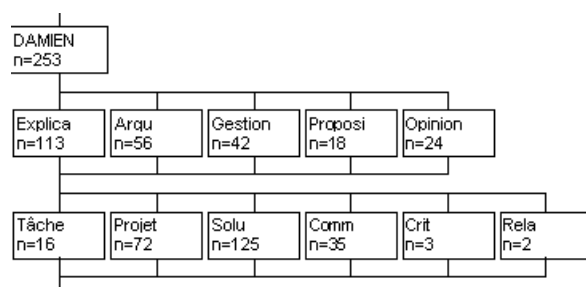 DAMIEN
n=253
Explica
n=113
Argu
n=56
Gestion
n=42
Proposi
n=18
Opinion
n=24
Tâche
n=16
Projet
n=72
Solu
n=125
Comm
n=35
Crit
n=3
Rela
n=2